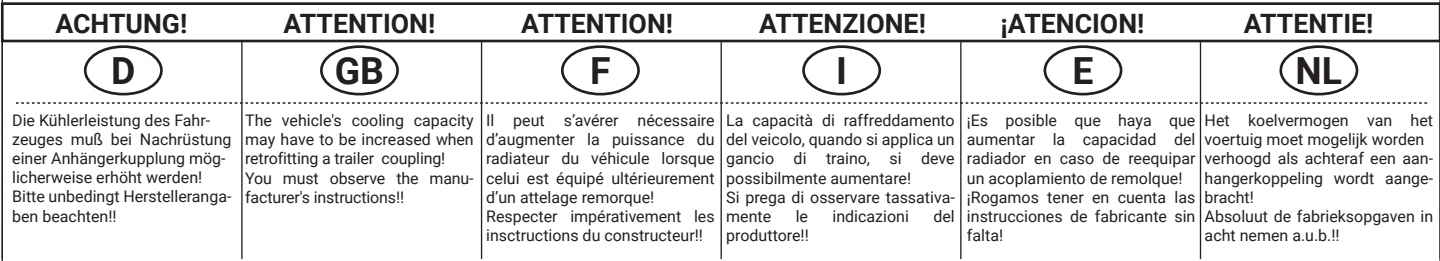 ACHTUNG!
D
Die Kühlerleistung des Fahr-
zeuges muß bei Nachrüstung
einer Anhängerkupplung mög-
licherweise erhöht werden!
Bitte unbedingt Herstelleranga-
ben beachten!!
ATTENTION!
GB
The vehicle's cooling capacity
may have to be increased when
retrofitting a trailer coupling!
You must observe the manu-
facturer's instructions!!
ATTENTION!
F
Il peut s'avérer nécessaire
d'augmenter la puissance du
radiateur du véhicule lorsque
celui est équipé ultérieurement
d'un attelage remorque!
Respecter impérativement les
insctructions du constructeur!!
ATTENZIONE!
I
La capacità di raffreddamento
del veicolo, quando si applica un
gancio di traino, si deve
possibilmente aumentare!
Si prega di osservare tassativa-
mente le indicazioni del
produttore!!
¡ATENCION!
E
¡Es posible que haya que
aumentar la capacidad del
radiador en caso de reequipar
un acoplamiento de remolque!
¡Rogamos tener en cuenta las
instrucciones de fabricante sin
falta!
ATTENTIE!
NL
Het koelvermogen van het
voertuig moet mogelijk worden
verhoogd als achteraf een aan-
hangerkoppeling wordt aange-
bracht!
Absoluut de fabrieksopgaven in
acht nemen a.u.b.!!